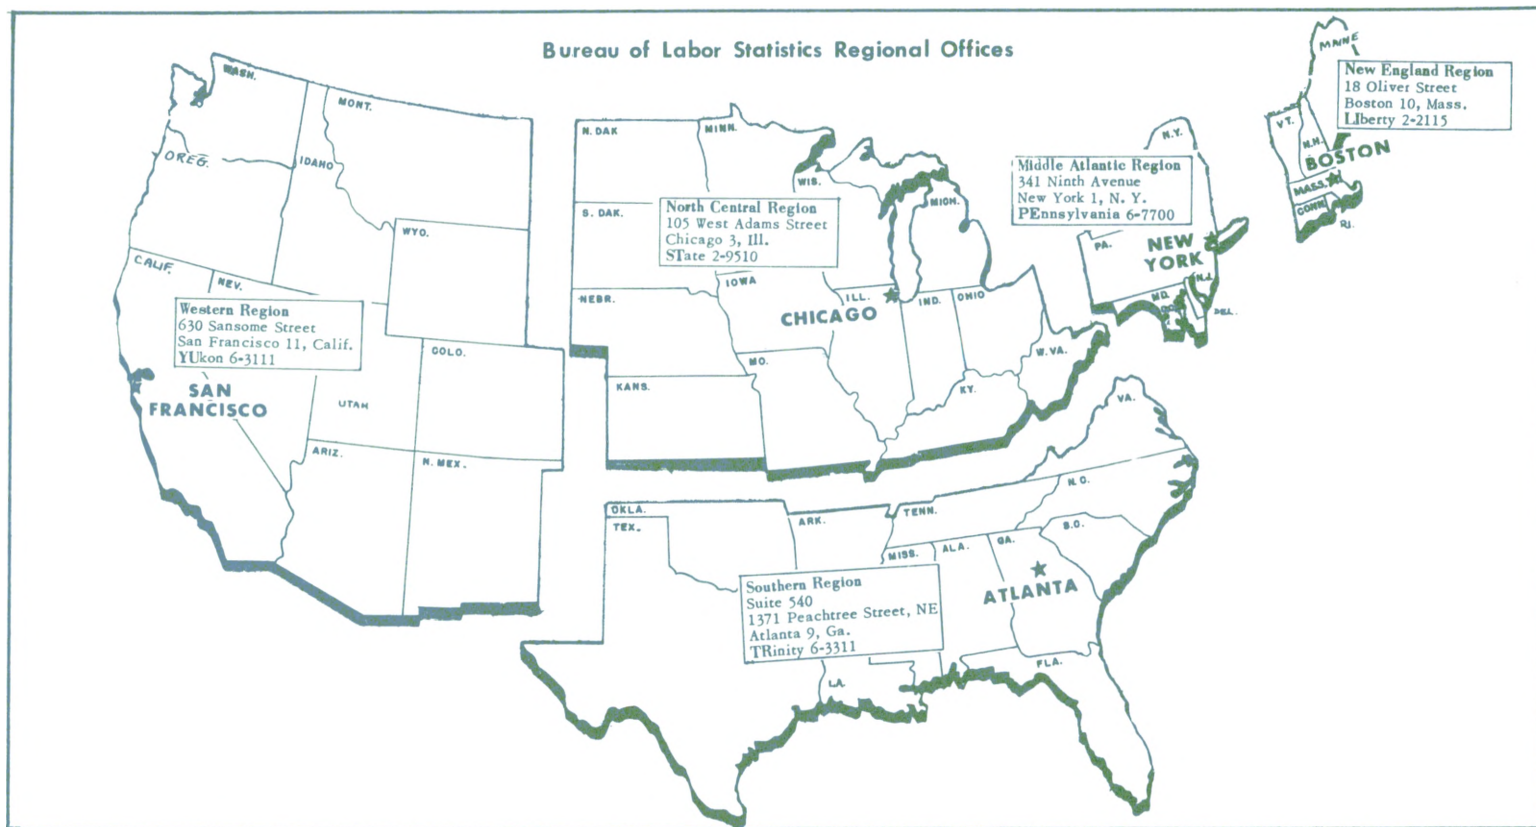 Bureau of Labor Statistics Regional Offices
MAINE
New England Region
18 Oliver Street
Boston 10, Mass.
LIberty 2-2115
VT.
N.H.
BOSTON
MASS.
CONN.
RI.
N.Y.
Middle Atlantic Region
341 Ninth Avenue
New York 1, N. Y.
PEnnsylvania 6-7700
PA.
NEW
YORK
N.J.
MD.
DEL.
WASH.
MONT.
OREG.
IDAHO
WYO.
CALIF.
NEV.
Western Region
630 Sansome Street
San Francisco 11, Calif.
YUkon 6-3111
SAN
FRANCISCO
UTAH
COLO.
ARIZ.
N. MEX.
N. DAK
MINN.
WIS.
MICH.
S. DAK.
North Central Region
105 West Adams Street
Chicago 3, Ill.
STate 2-9510
NEBR.
IOWA
ILL.
IND.
OHIO
CHICAGO
MO.
W. VA.
KANS.
KY.
VA.
OKLA.
TEX.
ARK.
TENN.
N.C.
S.C.
MISS.
ALA.
GA.
ATLANTA
Southern Region
Suite 540
1371 Peachtree Street, NE
Atlanta 9, Ga.
TRinity 6-3311
LA.
FLA.